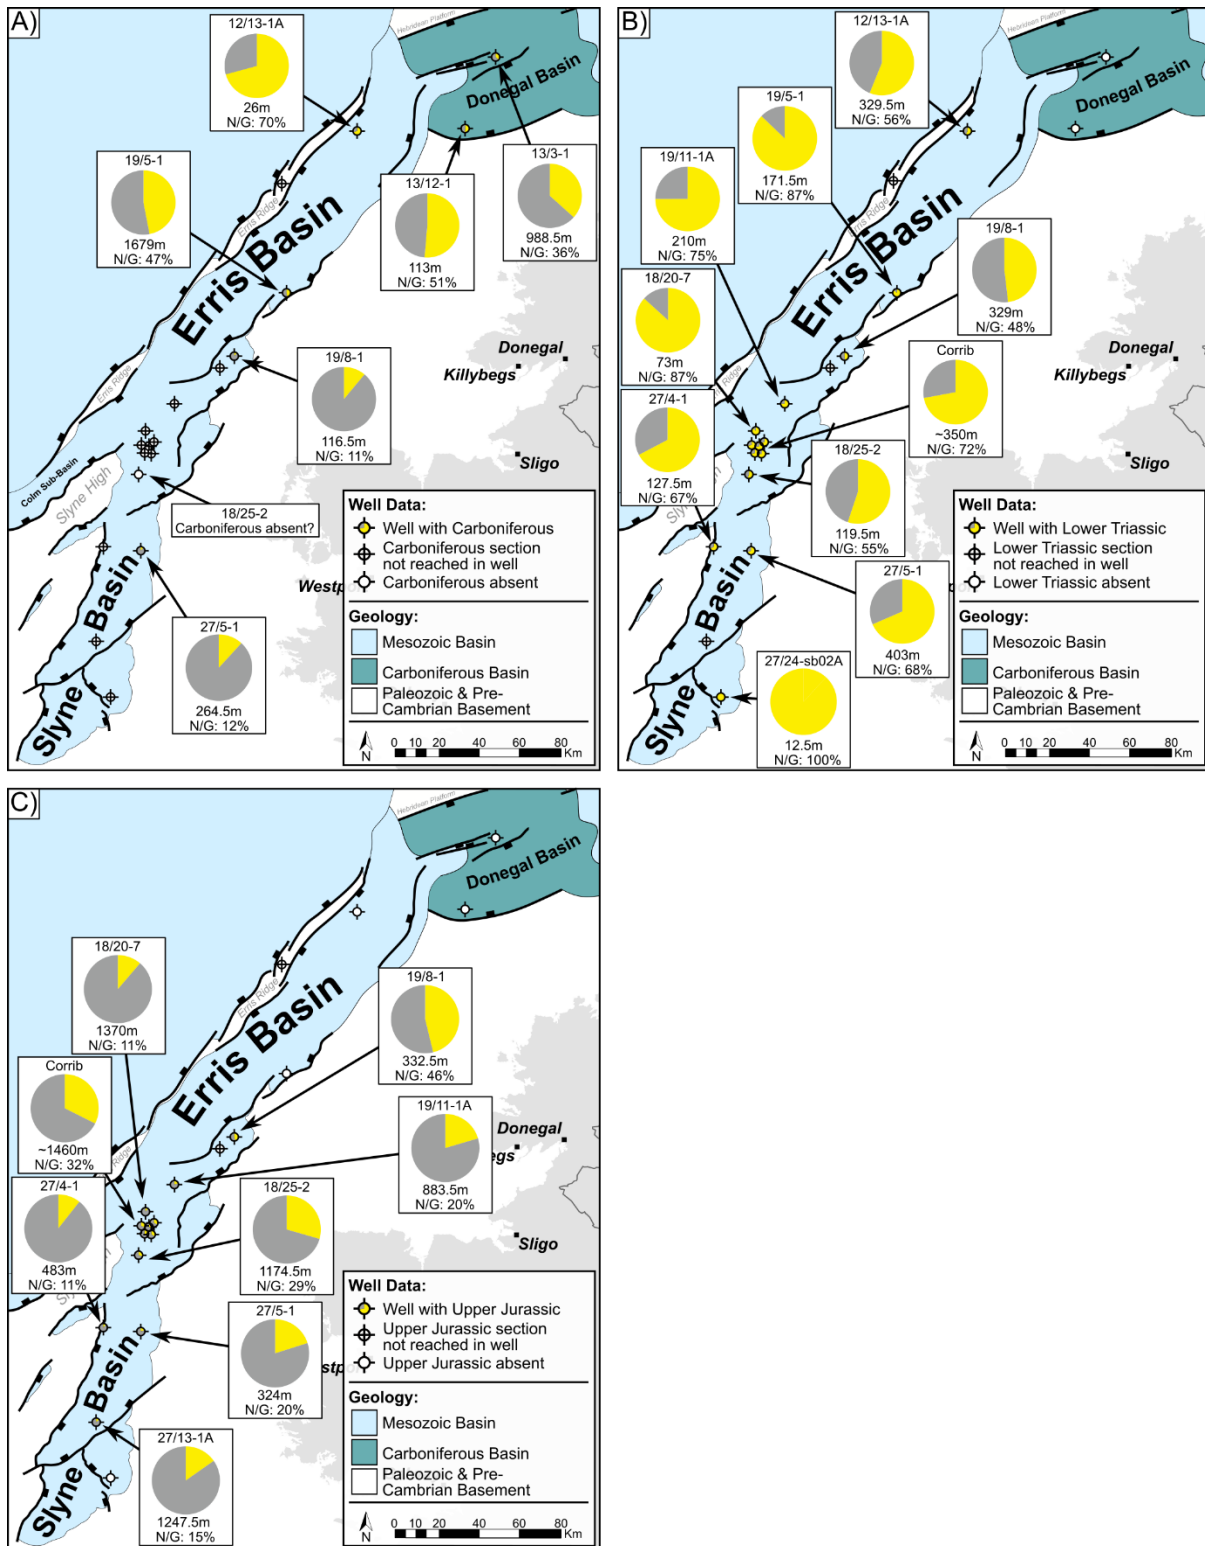 A)
Hebridean Platform
12/13-1A
26m
N/G: 70%
Donegal Basin
19/5-1
1679m
N/G: 47%
13/12-1
113m
N/G: 51%
13/3-1
988.5m
N/G: 36%
Erris Ridge
Erris Basin
19/8-1
116.5m
N/G: 11%
Erris Ridge
Donegal
Killybegs
Sligo
Colm Sub-Basin
Slyne High
18/25-2
Carboniferous absent?
Westp
Basin
Slyne
27/5-1
264.5m
N/G: 12%
Well Data:
Well with Carboniferous
Carboniferous section
not reached in well
Carboniferous absent
Geology:
Mesozoic Basin
Carboniferous Basin
Paleozoic & Pre-
Cambrian Basement
N
0 10 20 40 60 80
Km
B)
Hebridean Platform
12/13-1A
329.5m
N/G: 56%
Donegal Basin
19/5-1
171.5m
N/G: 87%
19/11-1A
210m
N/G: 75%
Erris Ridge
Erris Basin
19/8-1
329m
N/G: 48%
18/20-7
73m
N/G: 87%
Corrib
~350m
N/G: 72%
Ridge
Donegal
Killybegs
Sligo
27/4-1
127.5m
N/G: 67%
18/25-2
119.5m
N/G: 55%
27/5-1
403m
N/G: 68%
27/24-sb02A
12.5m
N/G: 100%
Basin
Slyne
Well Data:
Well with Lower Triassic
Lower Triassic section
not reached in well
Lower Triassic absent
Geology:
Mesozoic Basin
Carboniferous Basin
Paleozoic & Pre-
Cambrian Basement
N
0 10 20 40 60 80
Km
C)
Hebridean Platform
Donegal Basin
18/20-7
1370m
N/G: 11%
Erris Ridge
Erris Basin
19/8-1
332.5m
N/G: 46%
Corrib
~1460m
N/G: 32%
19/11-1A
883.5m
N/G: 20%
Ridge
Donegal
egs
Sligo
27/4-1
483m
N/G: 11%
18/25-2
1174.5m
N/G: 29%
27/5-1
324m
N/G: 20%
stp
27/13-1A
1247.5m
N/G: 15%
Basin
Slyne
Well Data:
Well with Upper Jurassic
Upper Jurassic section
not reached in well
Upper Jurassic absent
Geology:
Mesozoic Basin
Carboniferous Basin
Paleozoic & Pre-
Cambrian Basement
N
0 10 20 40 60 80
Km